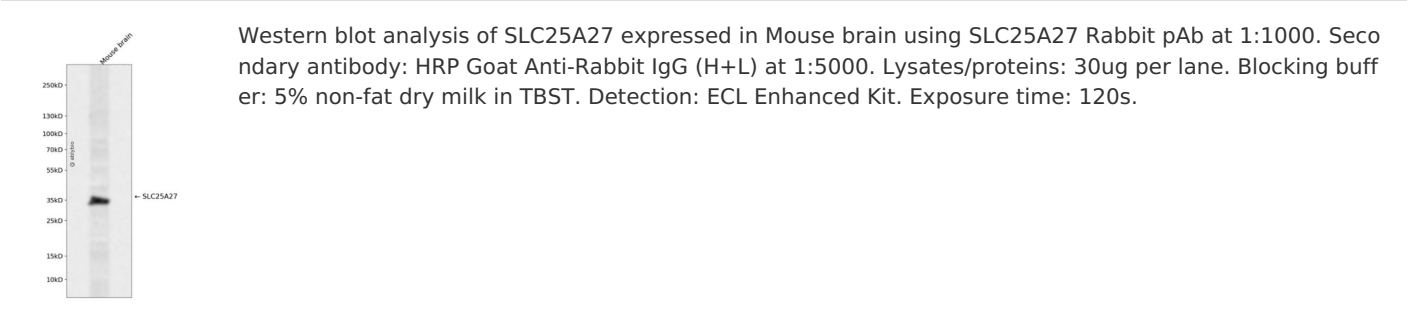 Mouse brain
250kD
130kD
100kD
70kD
55kD
35kD
25kD
15kD
10kD
← SLC25A27
Western blot analysis of SLC25A27 expressed in Mouse brain using SLC25A27 Rabbit pAb at 1:1000. Seco
ndary antibody: HRP Goat Anti-Rabbit IgG (H+L) at 1:5000. Lysates/proteins: 30ug per lane. Blocking buff
er: 5% non-fat dry milk in TBST. Detection: ECL Enhanced Kit. Exposure time: 120s.